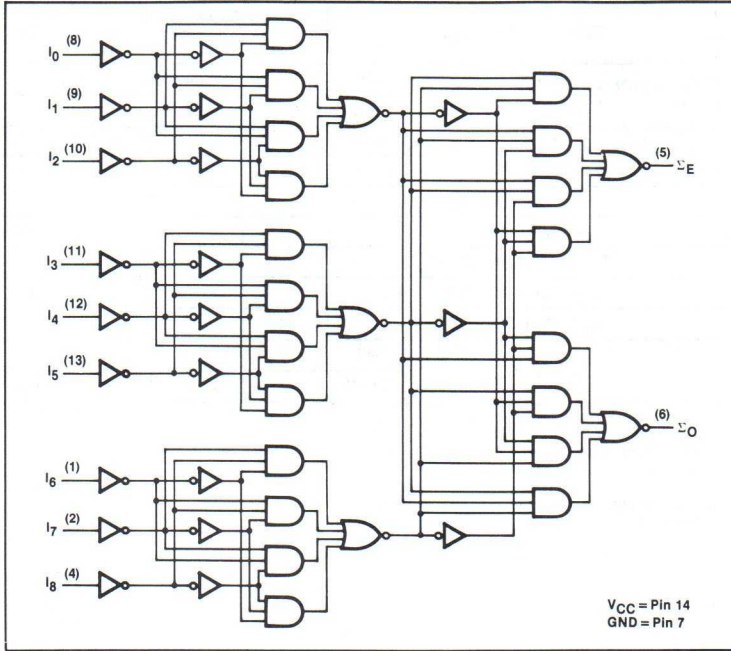 I0 (8)
I1 (9)
I2 (10)
I3 (11)
I4 (12)
I5 (13)
I6 (1)
I7 (2)
I8 (4)
(5) ΣE
(6) ΣO
VCC = Pin 14
GND = Pin 7